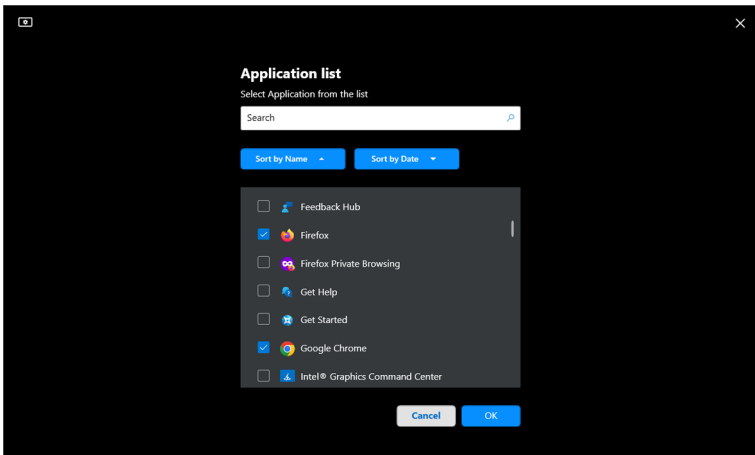 Application list
Select Application from the list
Search
Sort by Name
Sort by Date
Feedback Hub
Firefox
Firefox Private Browsing
Get Help
Get Started
Google Chrome
Intel® Graphics Command Center
Cancel
OK